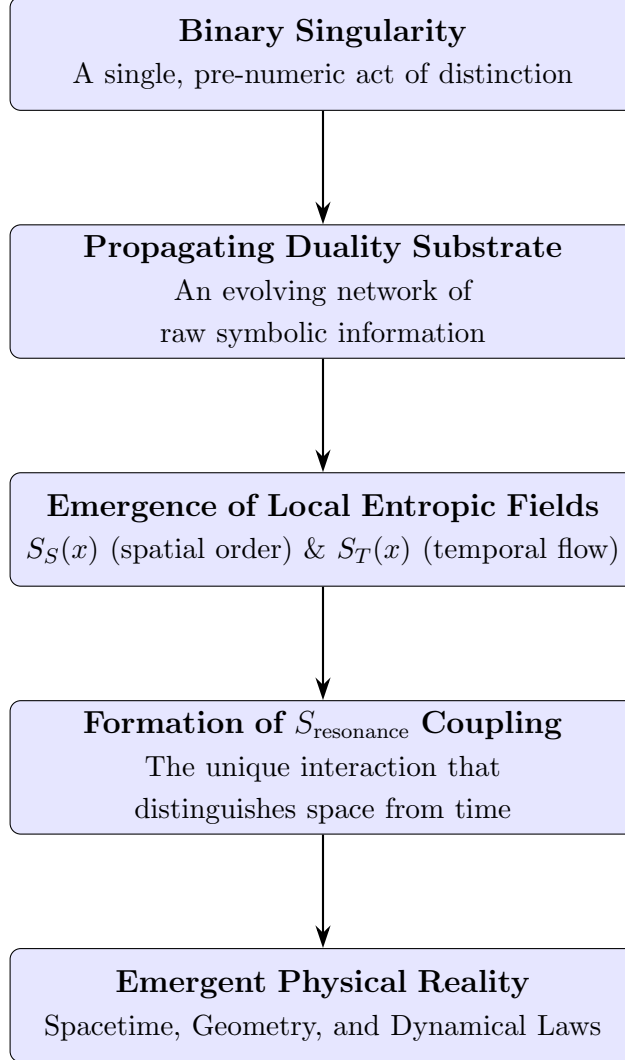 Binary Singularity
A single, pre-numeric act of distinction
Propagating Duality Substrate
An evolving network of
raw symbolic information
Emergence of Local Entropic Fields
S_S(x) (spatial order) & S_T(x) (temporal flow)
Formation of S_resonance Coupling
The unique interaction that
distinguishes space from time
Emergent Physical Reality
Spacetime, Geometry, and Dynamical Laws